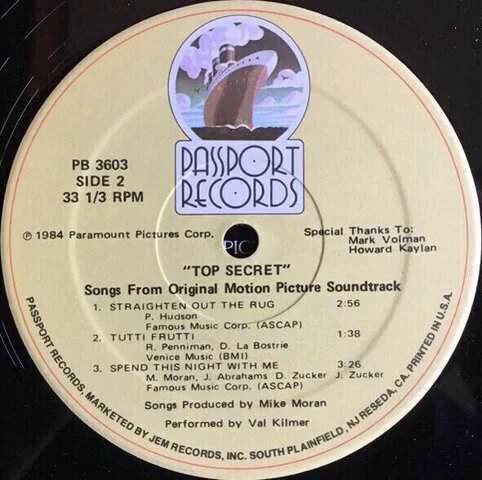 PASSPORT
RECORDS
PB 3603
SIDE 2
33 1/3 RPM
℗ 1984 Paramount Pictures Corp.
Special Thanks To:
Mark Volman
Howard Kaylan
"TOP SECRET"
Songs From Original Motion Picture Soundtrack
1. STRAIGHTEN OUT THE RUG 2:56
P. Hudson
Famous Music Corp. (ASCAP)
2. TUTTI FRUTTI 1:38
R. Penniman, D. La Bostrie
Venice Music (BMI)
3. SPEND THIS NIGHT WITH ME 3:26
M. Moran, J. Abrahams D. Zucker J. Zucker
Famous Music Corp. (ASCAP)
Songs Produced by Mike Moran
Performed by Val Kilmer
PASSPORT RECORDS, MARKETED BY JEM RECORDS, INC. SOUTH PLAINFIELD, NJ RESEDA, CA. PRINTED IN U.S.A.